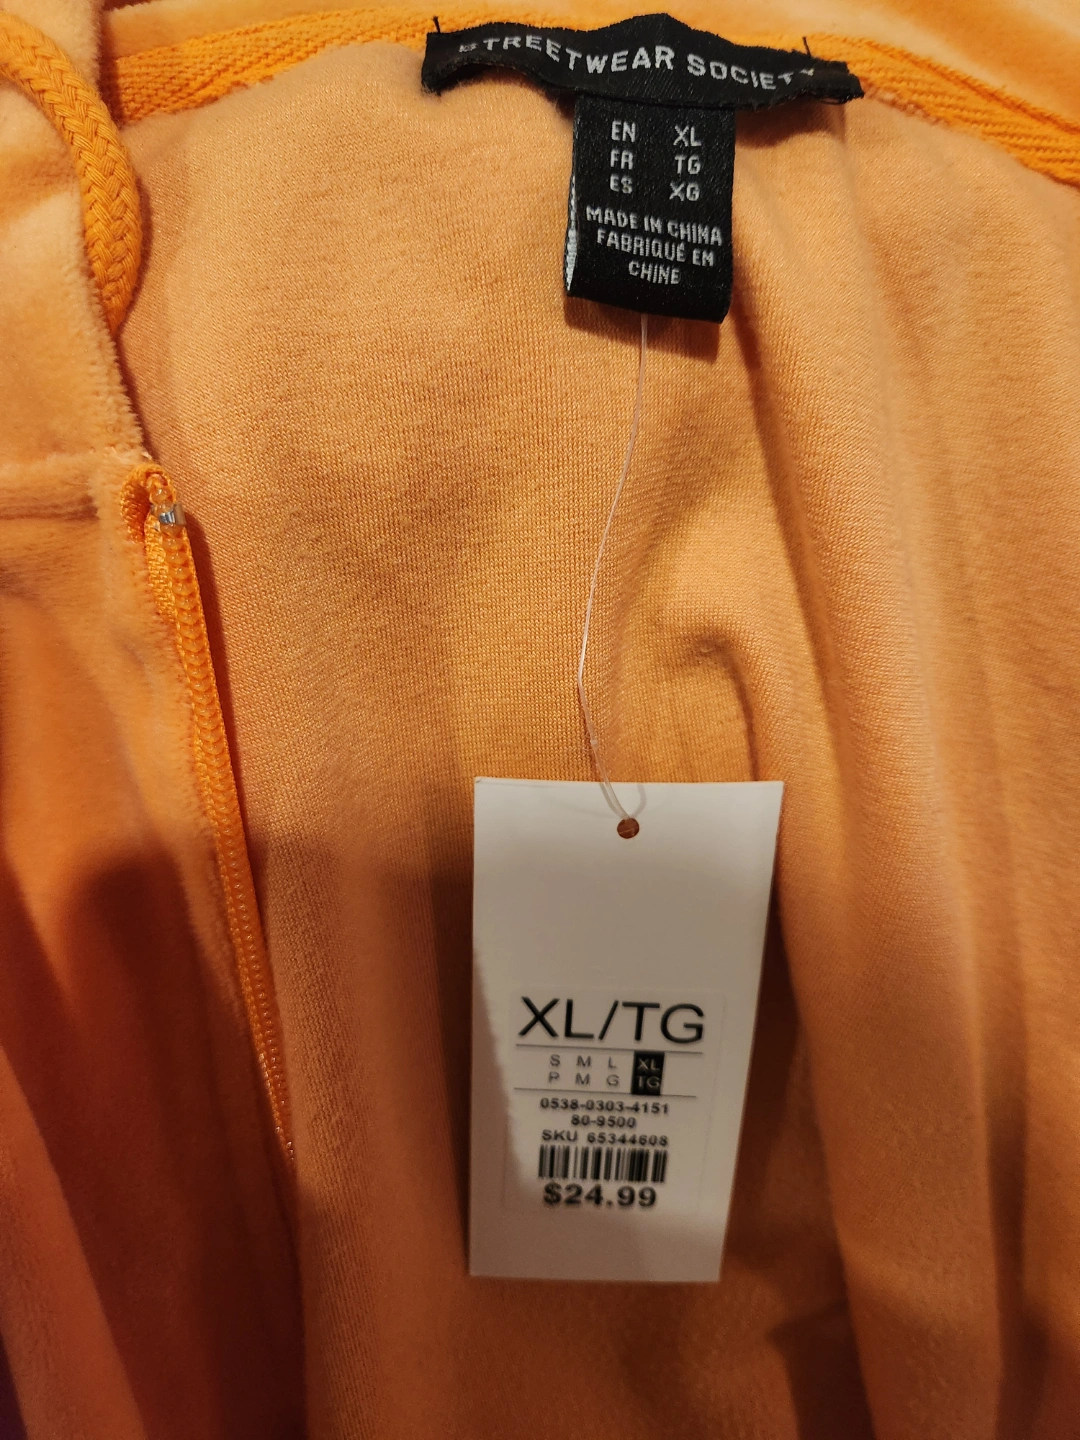 STREETWEAR SOCIETY
EN XL
FR TG
ES XG
MADE IN CHINA
FABRIQUÉ EN
CHINE
XL/TG
S M L XL
P M G TG
0538-0303-4151
80-9500
SKU 65344608
$24.99